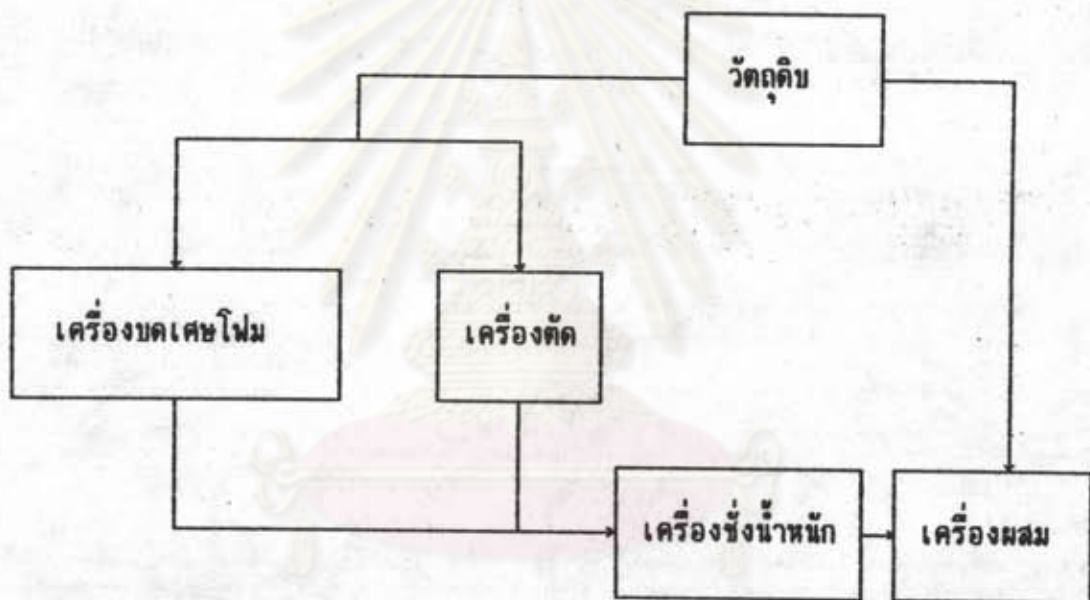 วัตถุดิบ
เครื่องบดเศษโฟม
เครื่องตัด
เครื่องชั่งน้ำหนัก
เครื่องผสม